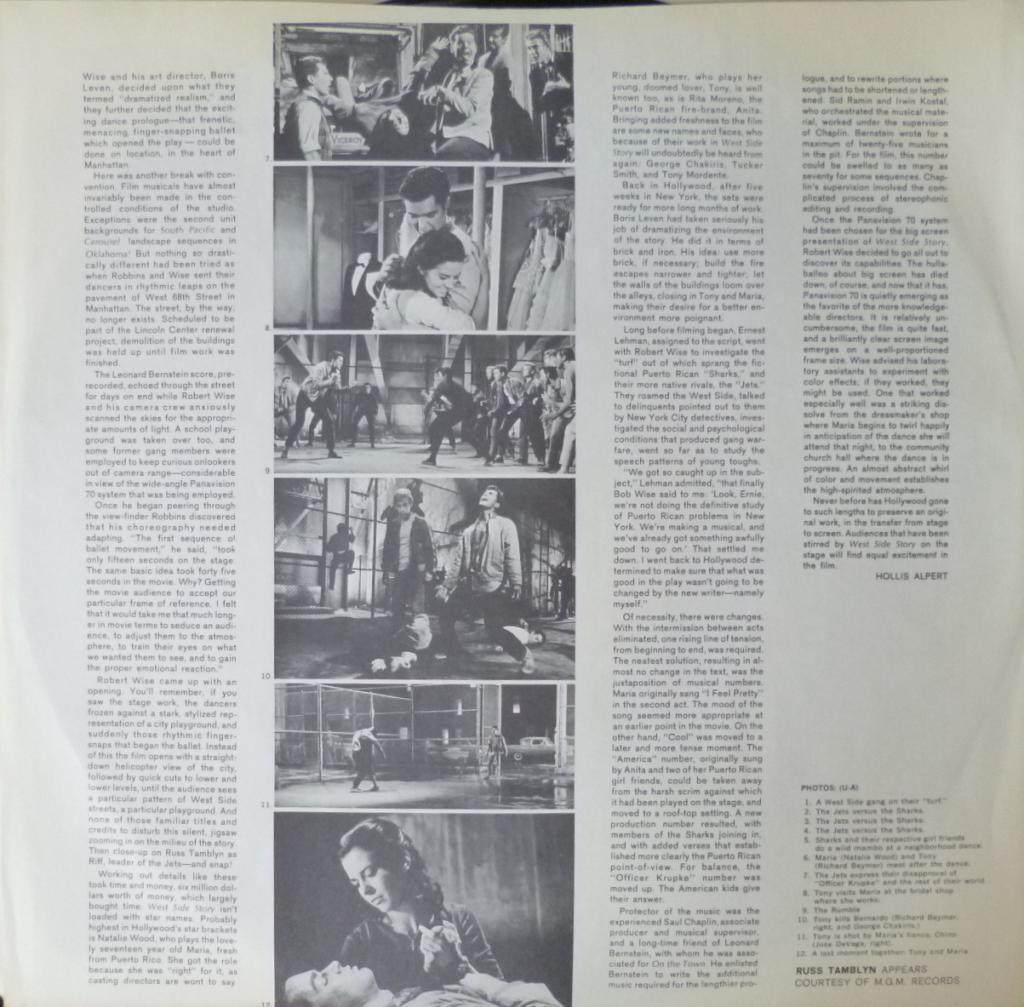 Wise and his art director, Boris
Leven, decided upon what they
termed "dramatized realism," and
they further decided that the excit-
ing dance prologue—that frenetic,
menacing, finger-snapping ballet
which opened the play — could be
done on location, in the heart of
Manhattan.
Here was another break with con-
vention. Film musicals have almost
invariably been made in the con-
trolled conditions of the studio.
Exceptions were the second unit
backgrounds for South Pacific and
Carousel landscape sequences in
Oklahoma! But nothing so drasti-
cally different had been tried as
when Robbins and Wise sent their
dancers in rhythmic leaps on the
pavement of West 68th Street in
Manhattan. The street, by the way,
no longer exists. Scheduled to be
part of the Lincoln Center renewal
project, demolition of the buildings
was held up until film work was
finished.
The Leonard Bernstein score, pre-
recorded, echoed through the street
for days on end while Robert Wise
and his camera crew anxiously
scanned the skies for the appropri-
ate amounts of light. A school play-
ground was taken over too, and
some former gang members were
employed to keep curious onlookers
out of camera range—considerable
in view of the wide-angle Panavision
70 system that was being employed.
Once he began peering through
the view-finder Robbins discovered
that his choreography needed
adapting. "The first sequence of
ballet movement," he said, "took
only fifteen seconds on the stage.
The same basic idea took forty five
seconds in the movie. Why? Getting
the movie audience to accept our
particular frame of reference. I felt
that it would take me that much long-
er in movie terms to seduce an audi-
ence, to adjust them to the atmos-
phere, to train their eyes on what
we wanted them to see, and to gain
the proper emotional reaction."
Robert Wise came up with an
opening. You'll remember, if you
saw the stage work, the dancers
frozen against a stark, stylized rep-
resentation of a city playground, and
suddenly those rhythmic finger-
snaps that began the ballet. Instead
of this the film opens with a straight-
down helicopter view of the city,
followed by quick cuts to lower and
lower levels, until the audience sees
a particular pattern of West Side
streets, a particular playground. And
none of those familiar titles and
credits to disturb this silent, jigsaw
zooming in on the milieu of the story.
Then close-up on Russ Tamblyn as
Riff, leader of the Jets—and snap!
Working out details like these
took time and money, six million dol-
lars worth of money, which largely
bought time. West Side Story isn't
loaded with star names. Probably
highest in Hollywood's star brackets
is Natalie Wood, who plays the love-
ly seventeen year old Maria, fresh
from Puerto Rico. She got the role
because she was "right" for it, as
casting directors are wont to say
7
8
9
10
11
12
Richard Beymer, who plays her
young, doomed lover, Tony, is well
known too, as is Rita Moreno, the
Puerto Rican fire-brand, Anita.
Bringing added freshness to the film
are some new names and faces, who
because of their work in West Side
Story will undoubtedly be heard from
again: George Chakiris, Tucker
Smith, and Tony Mordente.
Back in Hollywood, after five
weeks in New York, the sets were
ready for more long months of work.
Boris Leven had taken seriously his
job of dramatizing the environment
of the story. He did it in terms of
brick and iron. His idea: use more
brick, if necessary; build the fire
escapes narrower and tighter; let
the walls of the buildings loom over
the alleys, closing in Tony and Maria,
making their desire for a better en-
vironment more poignant.
Long before filming began, Ernest
Lehman, assigned to the script, went
with Robert Wise to investigate the
"turf" out of which sprang the fic-
tional Puerto Rican "Sharks," and
their more native rivals, the "Jets."
They roamed the West Side, talked
to delinquents pointed out to them
by New York City detectives, inves-
tigated the social and psychological
conditions that produced gang war-
fare, went so far as to study the
speech patterns of young toughs.
"We got so caught up in the sub-
ject," Lehman admitted, "that finally
Bob Wise said to me: 'Look, Ernie,
we're not doing the definitive study
of Puerto Rican problems in New
York. We're making a musical, and
we've already got something awfully
good to go on.' That settled me
down. I went back to Hollywood de-
termined to make sure that what was
good in the play wasn't going to be
changed by the new writer—namely
myself."
Of necessity, there were changes.
With the intermission between acts
eliminated, one rising line of tension,
from beginning to end, was required.
The neatest solution, resulting in al-
most no change in the text, was the
juxtaposition of musical numbers.
Maria originally sang "I Feel Pretty"
in the second act. The mood of the
song seemed more appropriate at
an earlier point in the movie. On the
other hand, "Cool" was moved to a
later and more tense moment. The
"America" number, originally sung
by Anita and two of her Puerto Rican
girl friends, could be taken away
from the harsh scrim against which
it had been played on the stage, and
moved to a roof-top setting. A new
production number resulted, with
members of the Sharks joining in,
and with added verses that estab-
lished more clearly the Puerto Rican
point-of-view. For balance, the
"Officer Krupke" number was
moved up. The American kids give
their answer.
Protector of the music was the
experienced Saul Chaplin, associate
producer and musical supervisor,
and a long-time friend of Leonard
Bernstein, with whom he was asso-
ciated for On the Town. He enlisted
Bernstein to write the additional
music required for the lengthier pro-
logue, and to rewrite portions where
songs had to be shortened or length-
ened. Sid Ramin and Irwin Kostal,
who orchestrated the musical mate-
rial, worked under the supervision
of Chaplin. Bernstein wrote for a
maximum of twenty-five musicians
in the pit. For the film, this number
could be swelled to as many as
seventy for some sequences. Chap-
lin's supervision involved the com-
plicated process of stereophonic
editing and recording.
Once the Panavision 70 system
had been chosen for the big screen
presentation of West Side Story,
Robert Wise decided to go all out to
discover its capabilities. The hulla-
balloo about big screen has died
down, of course, and now that it has,
Panavision 70 is quietly emerging as
the favorite of the more knowledge-
able directors. It is relatively un-
cumbersome, the film is quite fast,
and a brilliantly clear screen image
emerges on a well-proportioned
frame size. Wise advised his labora-
tory assistants to experiment with
color effects; if they worked, they
might be used. One that worked
especially well was a striking dis-
solve from the dressmaker's shop
where Maria begins to twirl happily
in anticipation of the dance she will
attend that night, to the community
church hall where the dance is in
progress. An almost abstract whirl
of color and movement establishes
the high-spirited atmosphere.
Never before has Hollywood gone
to such lengths to preserve an origi-
nal work, in the transfer from stage
to screen. Audiences that have been
stirred by West Side Story on the
stage will find equal excitement in
the film.
HOLLIS ALPERT
PHOTOS: (U-A)
1. A West Side gang on their "turf."
2. The Jets versus the Sharks.
3. The Jets versus the Sharks.
4. The Jets versus the Sharks.
5. Sharks and their respective girl friends
do a wild mambo at a neighborhood dance.
6. Maria (Natalie Wood) and Tony
(Richard Beymer) meet after the dance.
7. The Jets express their disapproval of
"Officer Krupke" and the rest of their world.
8. Tony visits Maria at the bridal shop
where she works.
9. The Rumble
10. Tony kills Bernardo (Richard Beymer,
right, and George Chakiris.)
11. Tony is shot by Maria's fiance, Chino
(Jose DeVega, right).
12. A last moment together: Tony and Maria.
RUSS TAMBLYN APPEARS
COURTESY OF M.G.M. RECORDS